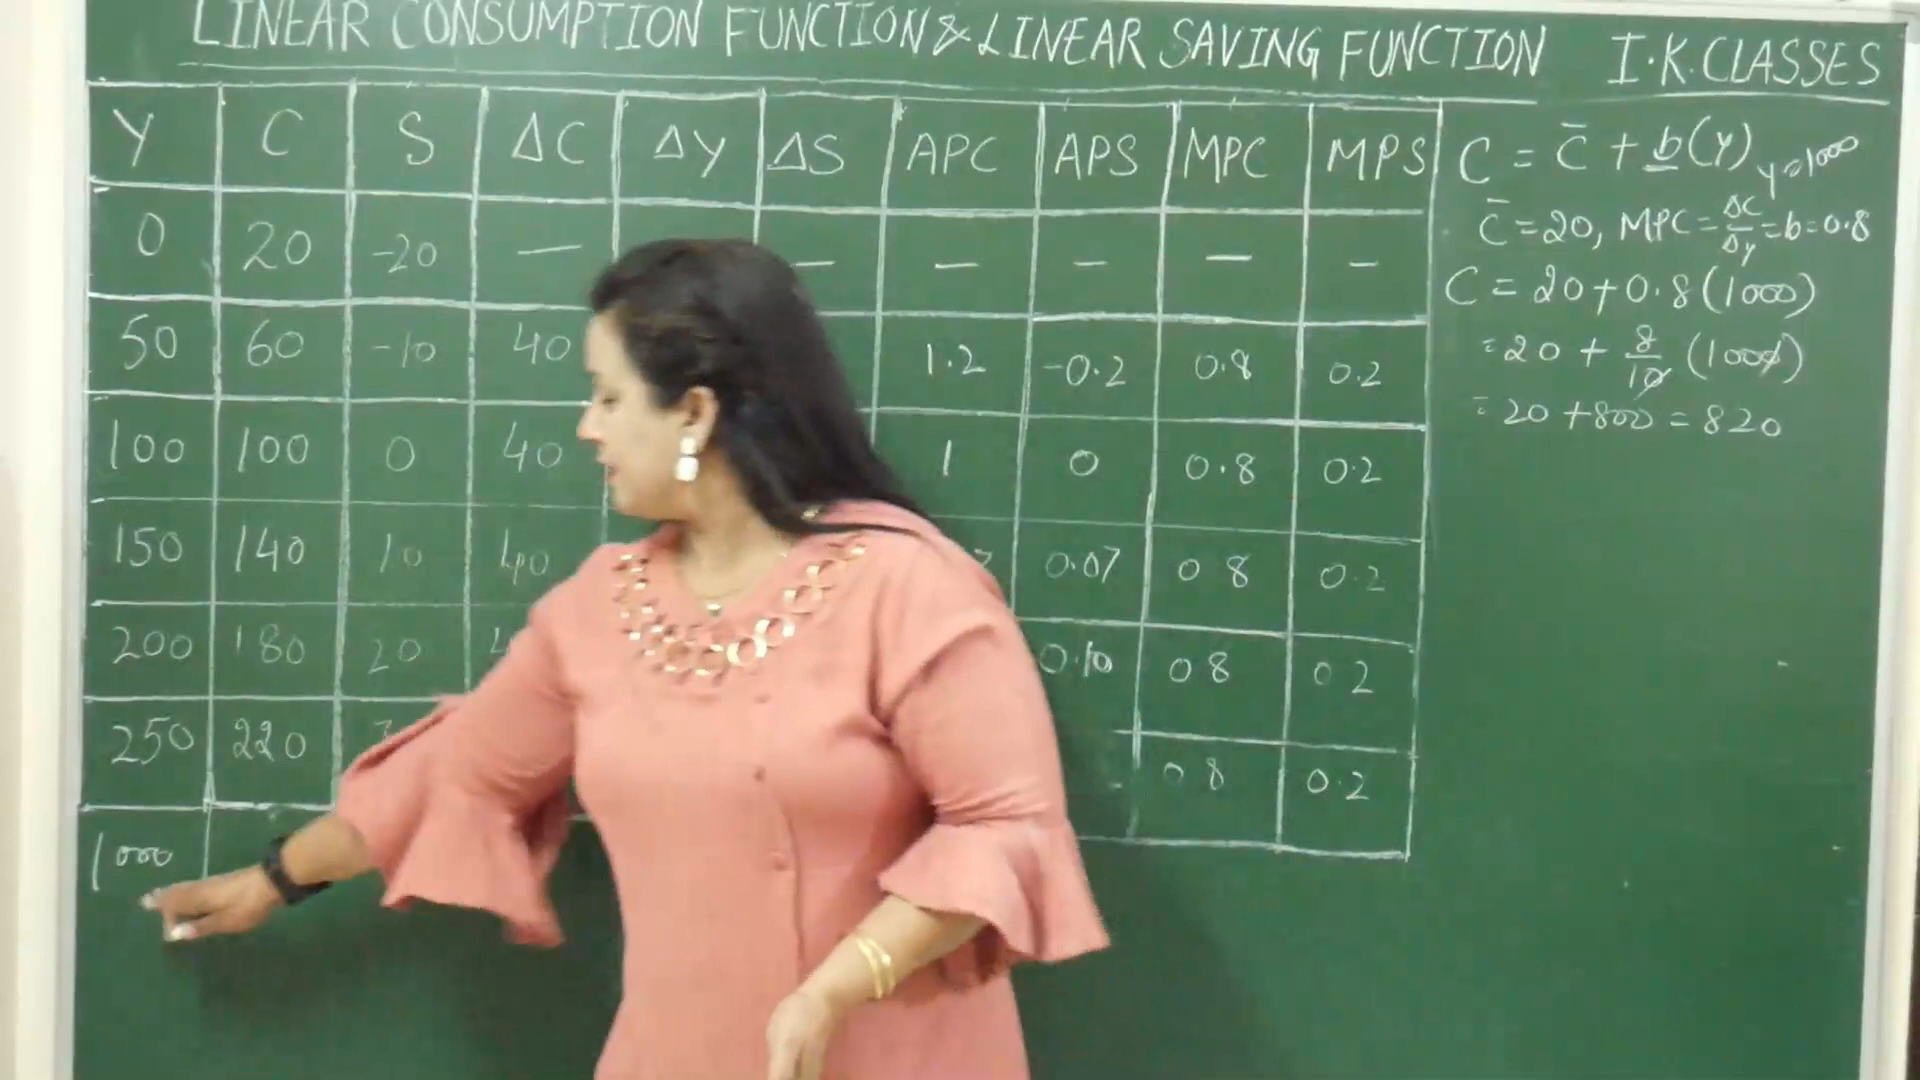 LINEAR CONSUMPTION FUNCTION & LINEAR SAVING FUNCTION I.K. CLASSES
Y C S ΔC ΔY ΔS APC APS MPC MPS
0 20 -20 — — — — — —
50 60 -10 40 1.2 -0.2 0.8 0.2
100 100 0 40 1 0 0.8 0.2
150 140 10 40 0.07 0 8 0.2
200 180 20 0.10 0 8 0 2
250 220 0 8 0.2
1000
C = C̄ + b(y) y=1000
C̄ = 20, MPC = ΔC/Δy = b = 0.8
C = 20 + 0.8 (1000)
= 20 + 8/10 (1000)
= 20 + 800 = 820